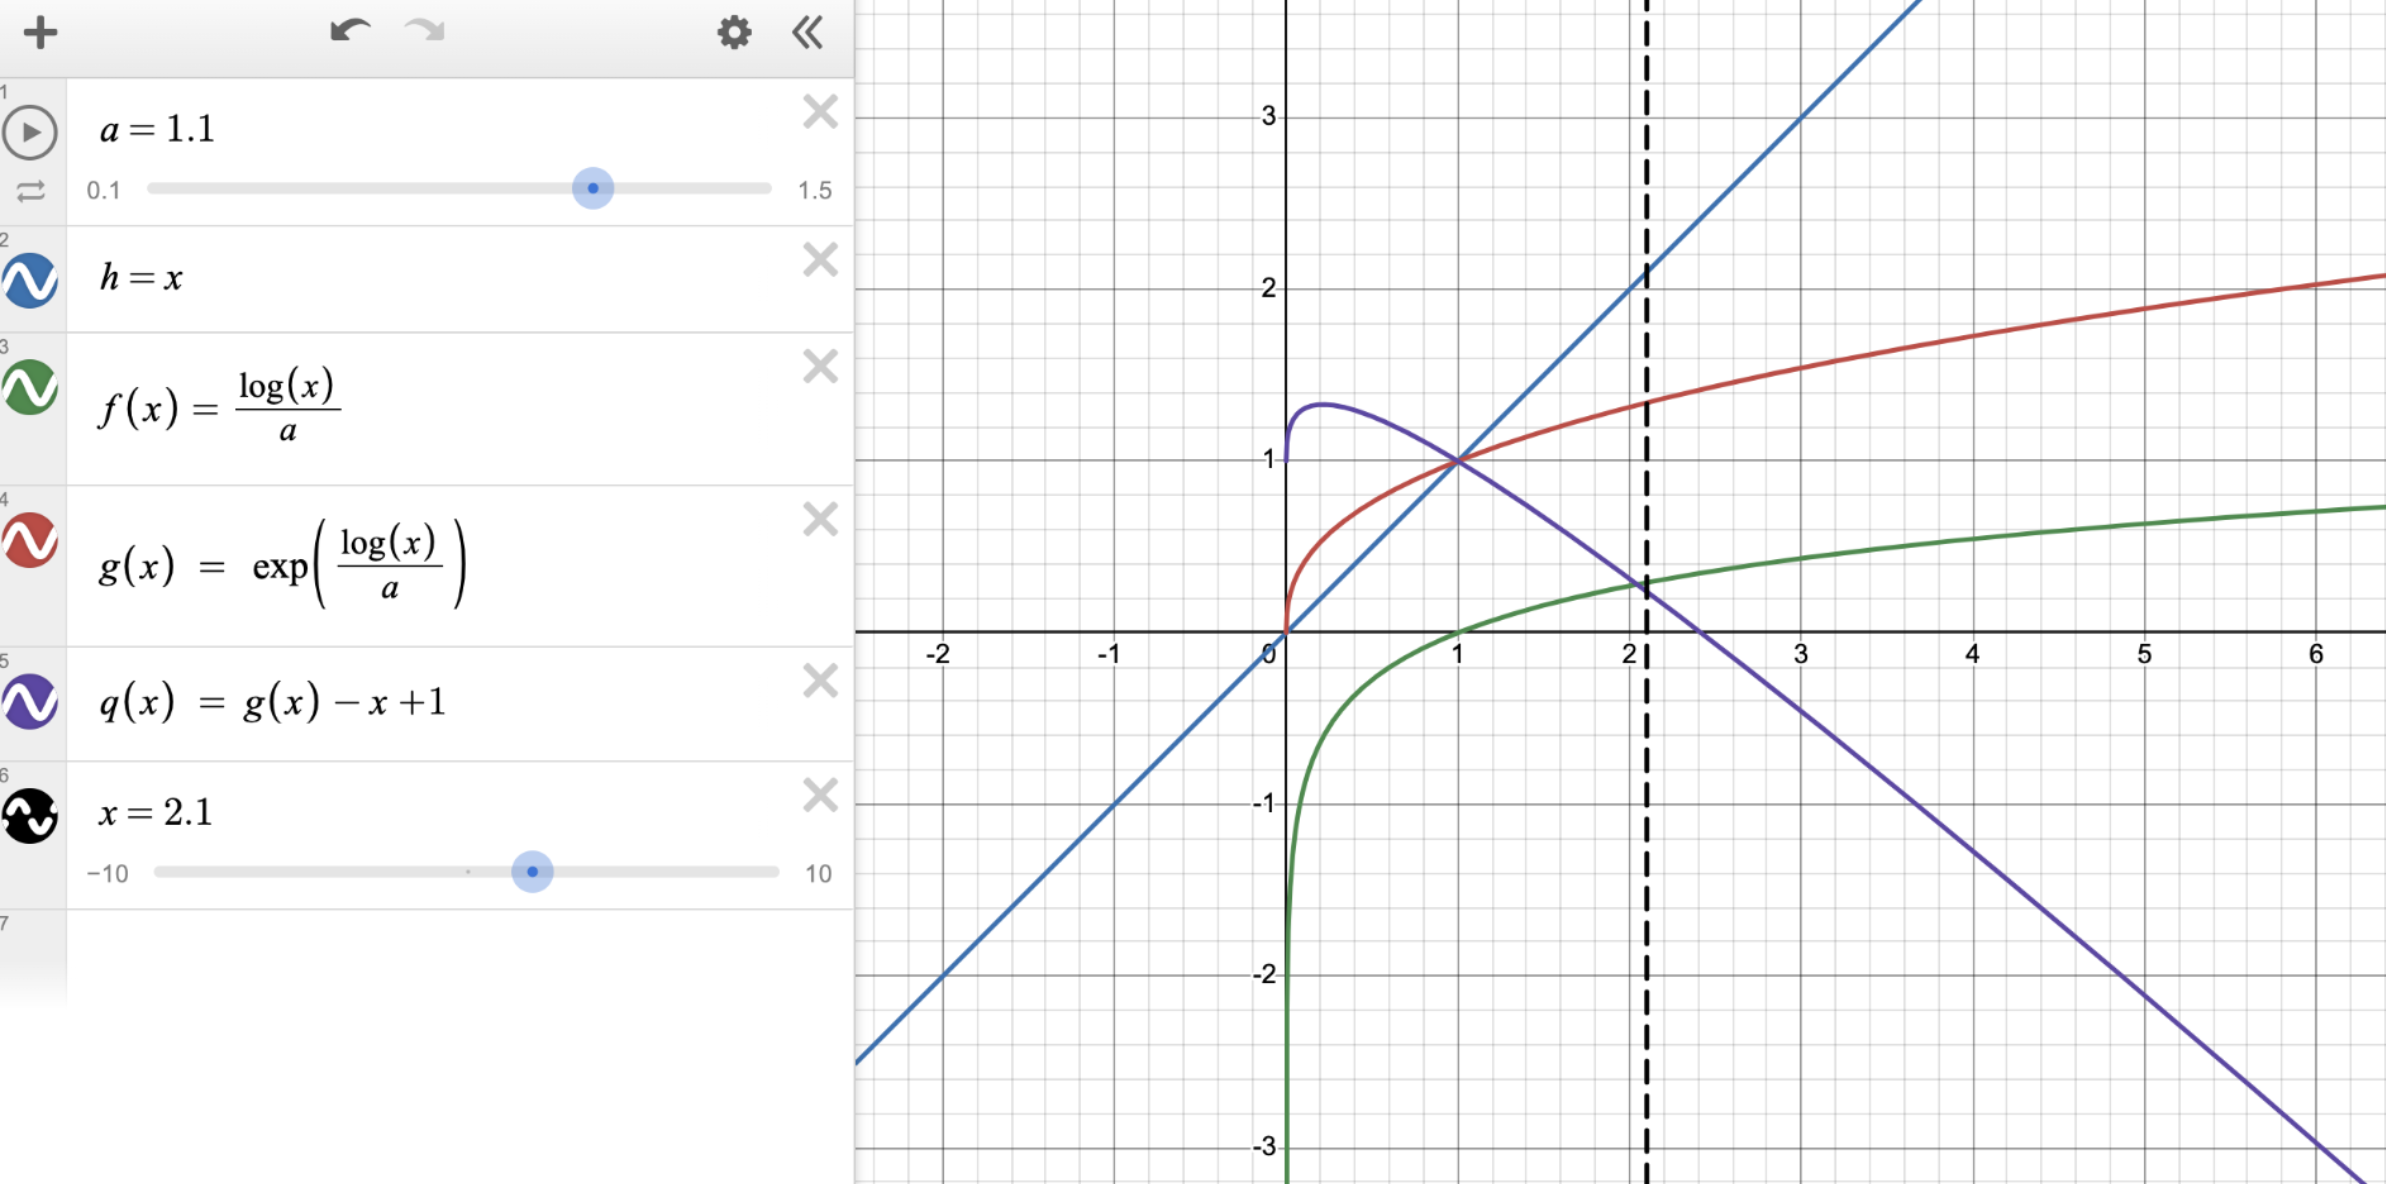 1
a = 1.1
0.1 1.5
2
h = x
3
f(x) = log(x)/a
4
g(x) = exp(log(x)/a)
5
q(x) = g(x) − x + 1
6
x = 2.1
−10 10
7
3
2
1
-2 -1 0 1 2 3 4 5 6
-1
-2
-3